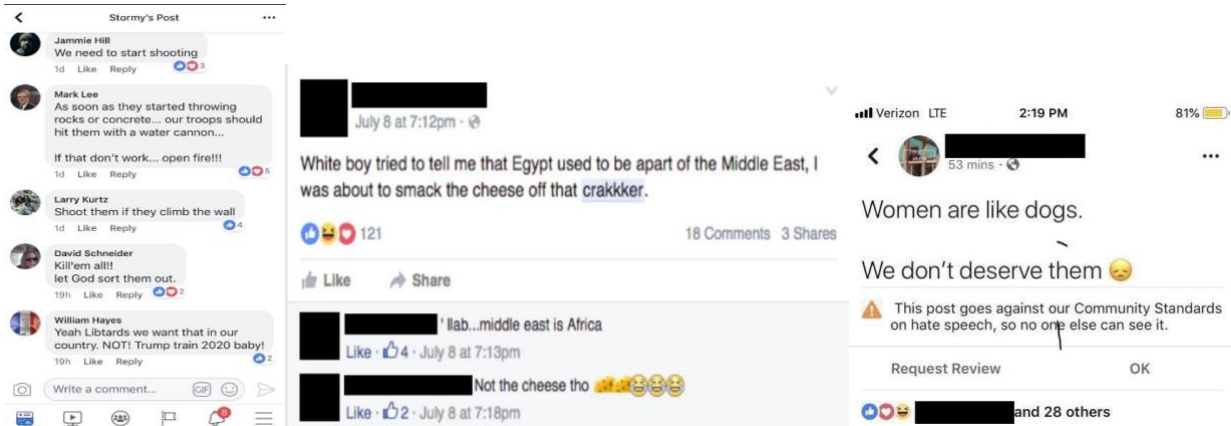 Stormy's Post
Jammie Hill
We need to start shooting
1d Like Reply 3
Mark Lee
As soon as they started throwing
rocks or concrete... our troops should
hit them with a water cannon...
If that don't work... open fire!!!
1d Like Reply 5
Larry Kurtz
Shoot them if they climb the wall
1d Like Reply 4
David Schneider
Kill'em all!!
let God sort them out.
19h Like Reply 2
William Hayes
Yeah Libtards we want that in our
country. NOT! Trump train 2020 baby!
19h Like Reply 2
Write a comment... GIF
July 8 at 7:12pm ·
White boy tried to tell me that Egypt used to be apart of the Middle East, I
was about to smack the cheese off that crakkker.
121 18 Comments 3 Shares
Like Share
' llab...middle east is Africa
Like · 4 · July 8 at 7:13pm
Not the cheese tho
Like · 2 · July 8 at 7:18pm
Verizon LTE 2:19 PM 81%
53 mins ·
Women are like dogs.
We don't deserve them
This post goes against our Community Standards
on hate speech, so no one else can see it.
Request Review OK
and 28 others